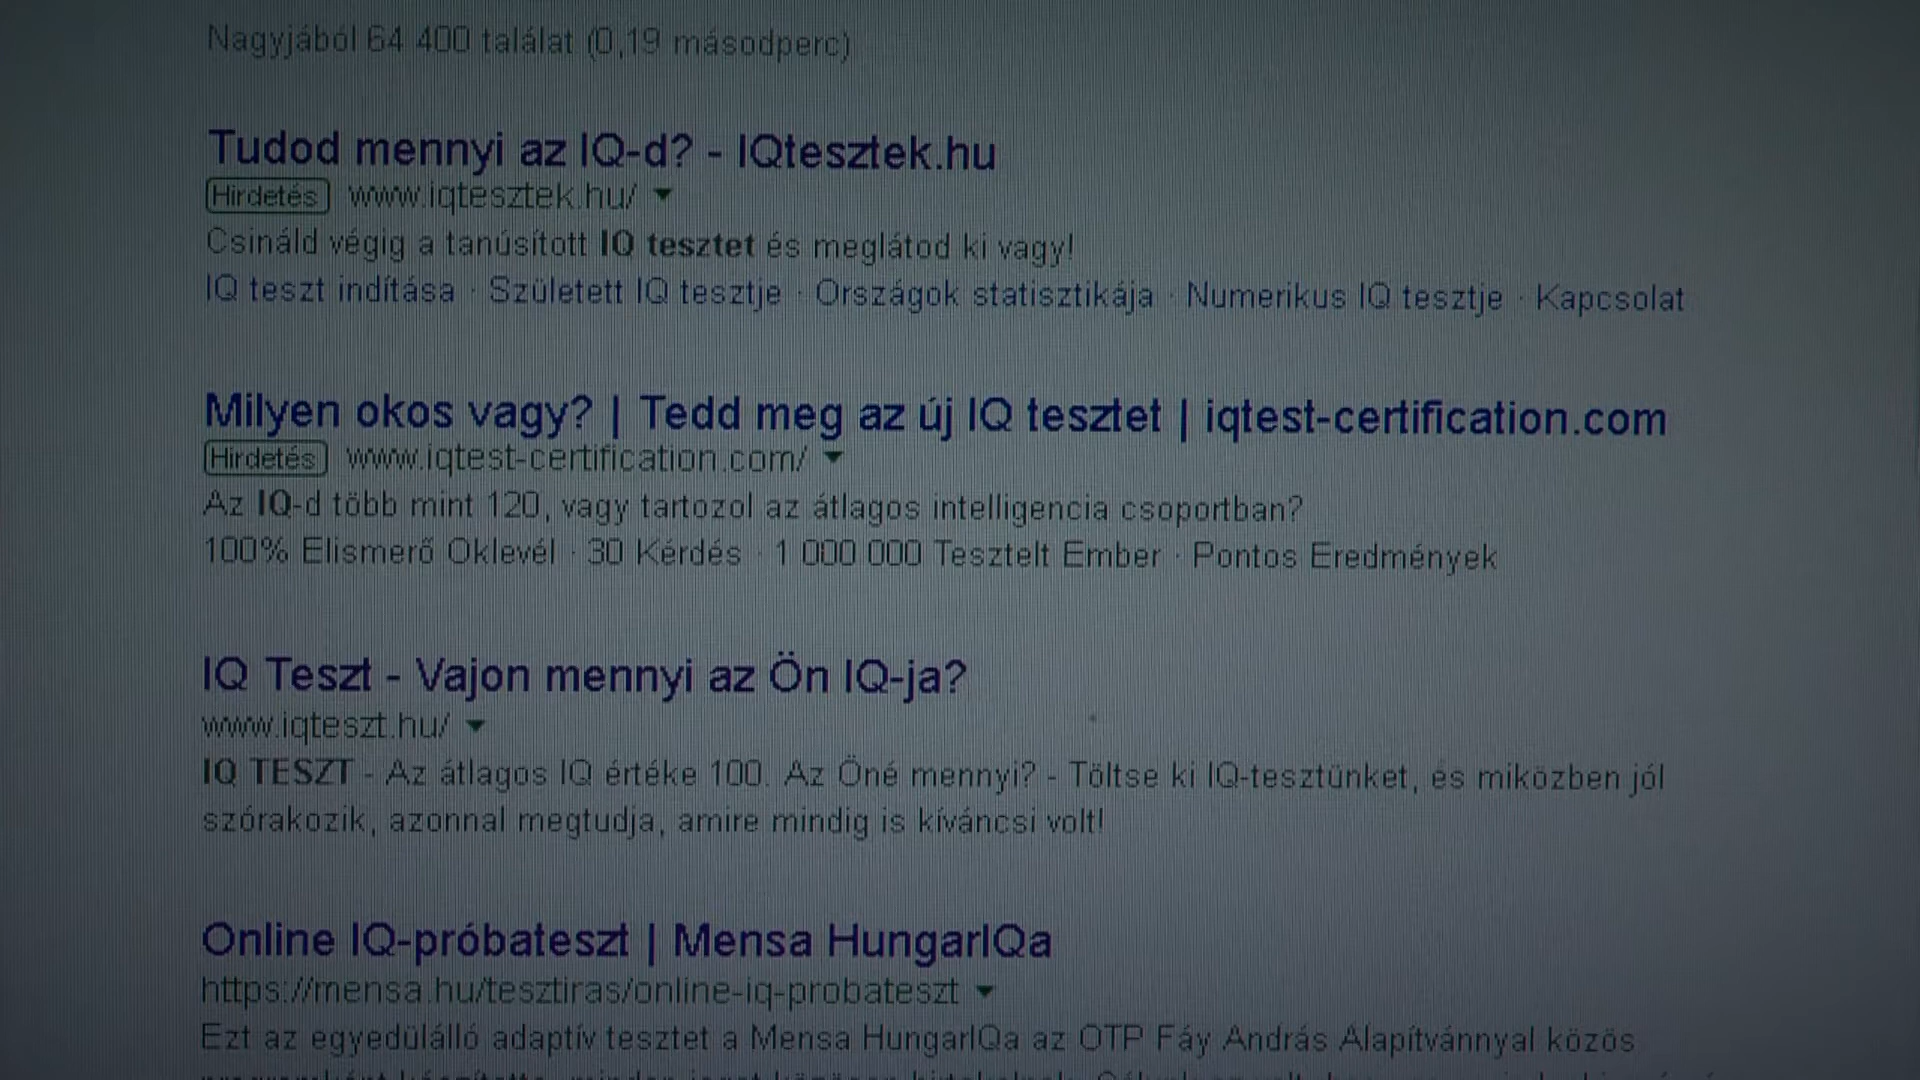 Nagyjából 64 400 találat (0,19 másodperc)
Tudod mennyi az IQ-d? - IQtesztek.hu
Hirdetés www.iqtesztek.hu/
Csináld végig a tanúsított IQ tesztet és meglátod ki vagy!
IQ teszt indítása · Született IQ tesztje · Országok statisztikája · Numerikus IQ tesztje · Kapcsolat
Milyen okos vagy? | Tedd meg az új IQ tesztet | iqtest-certification.com
Hirdetés www.iqtest-certification.com/
Az IQ-d több mint 120, vagy tartozol az átlagos intelligencia csoportban?
100% Elismerő Oklevél · 30 Kérdés · 1 000 000 Tesztelt Ember · Pontos Eredmények
IQ Teszt - Vajon mennyi az Ön IQ-ja?
www.iqteszt.hu/
IQ TESZT - Az átlagos IQ értéke 100. Az Öné mennyi? - Töltse ki IQ-tesztünket, és miközben jól
szórakozik, azonnal megtudja, amire mindig is kíváncsi volt!
Online IQ-próbateszt | Mensa HungarIQa
https://mensa.hu/tesztiras/online-iq-probateszt
Ezt az egyedülálló adaptív tesztet a Mensa HungarIQa az OTP Fáy András Alapítvánnyal közös